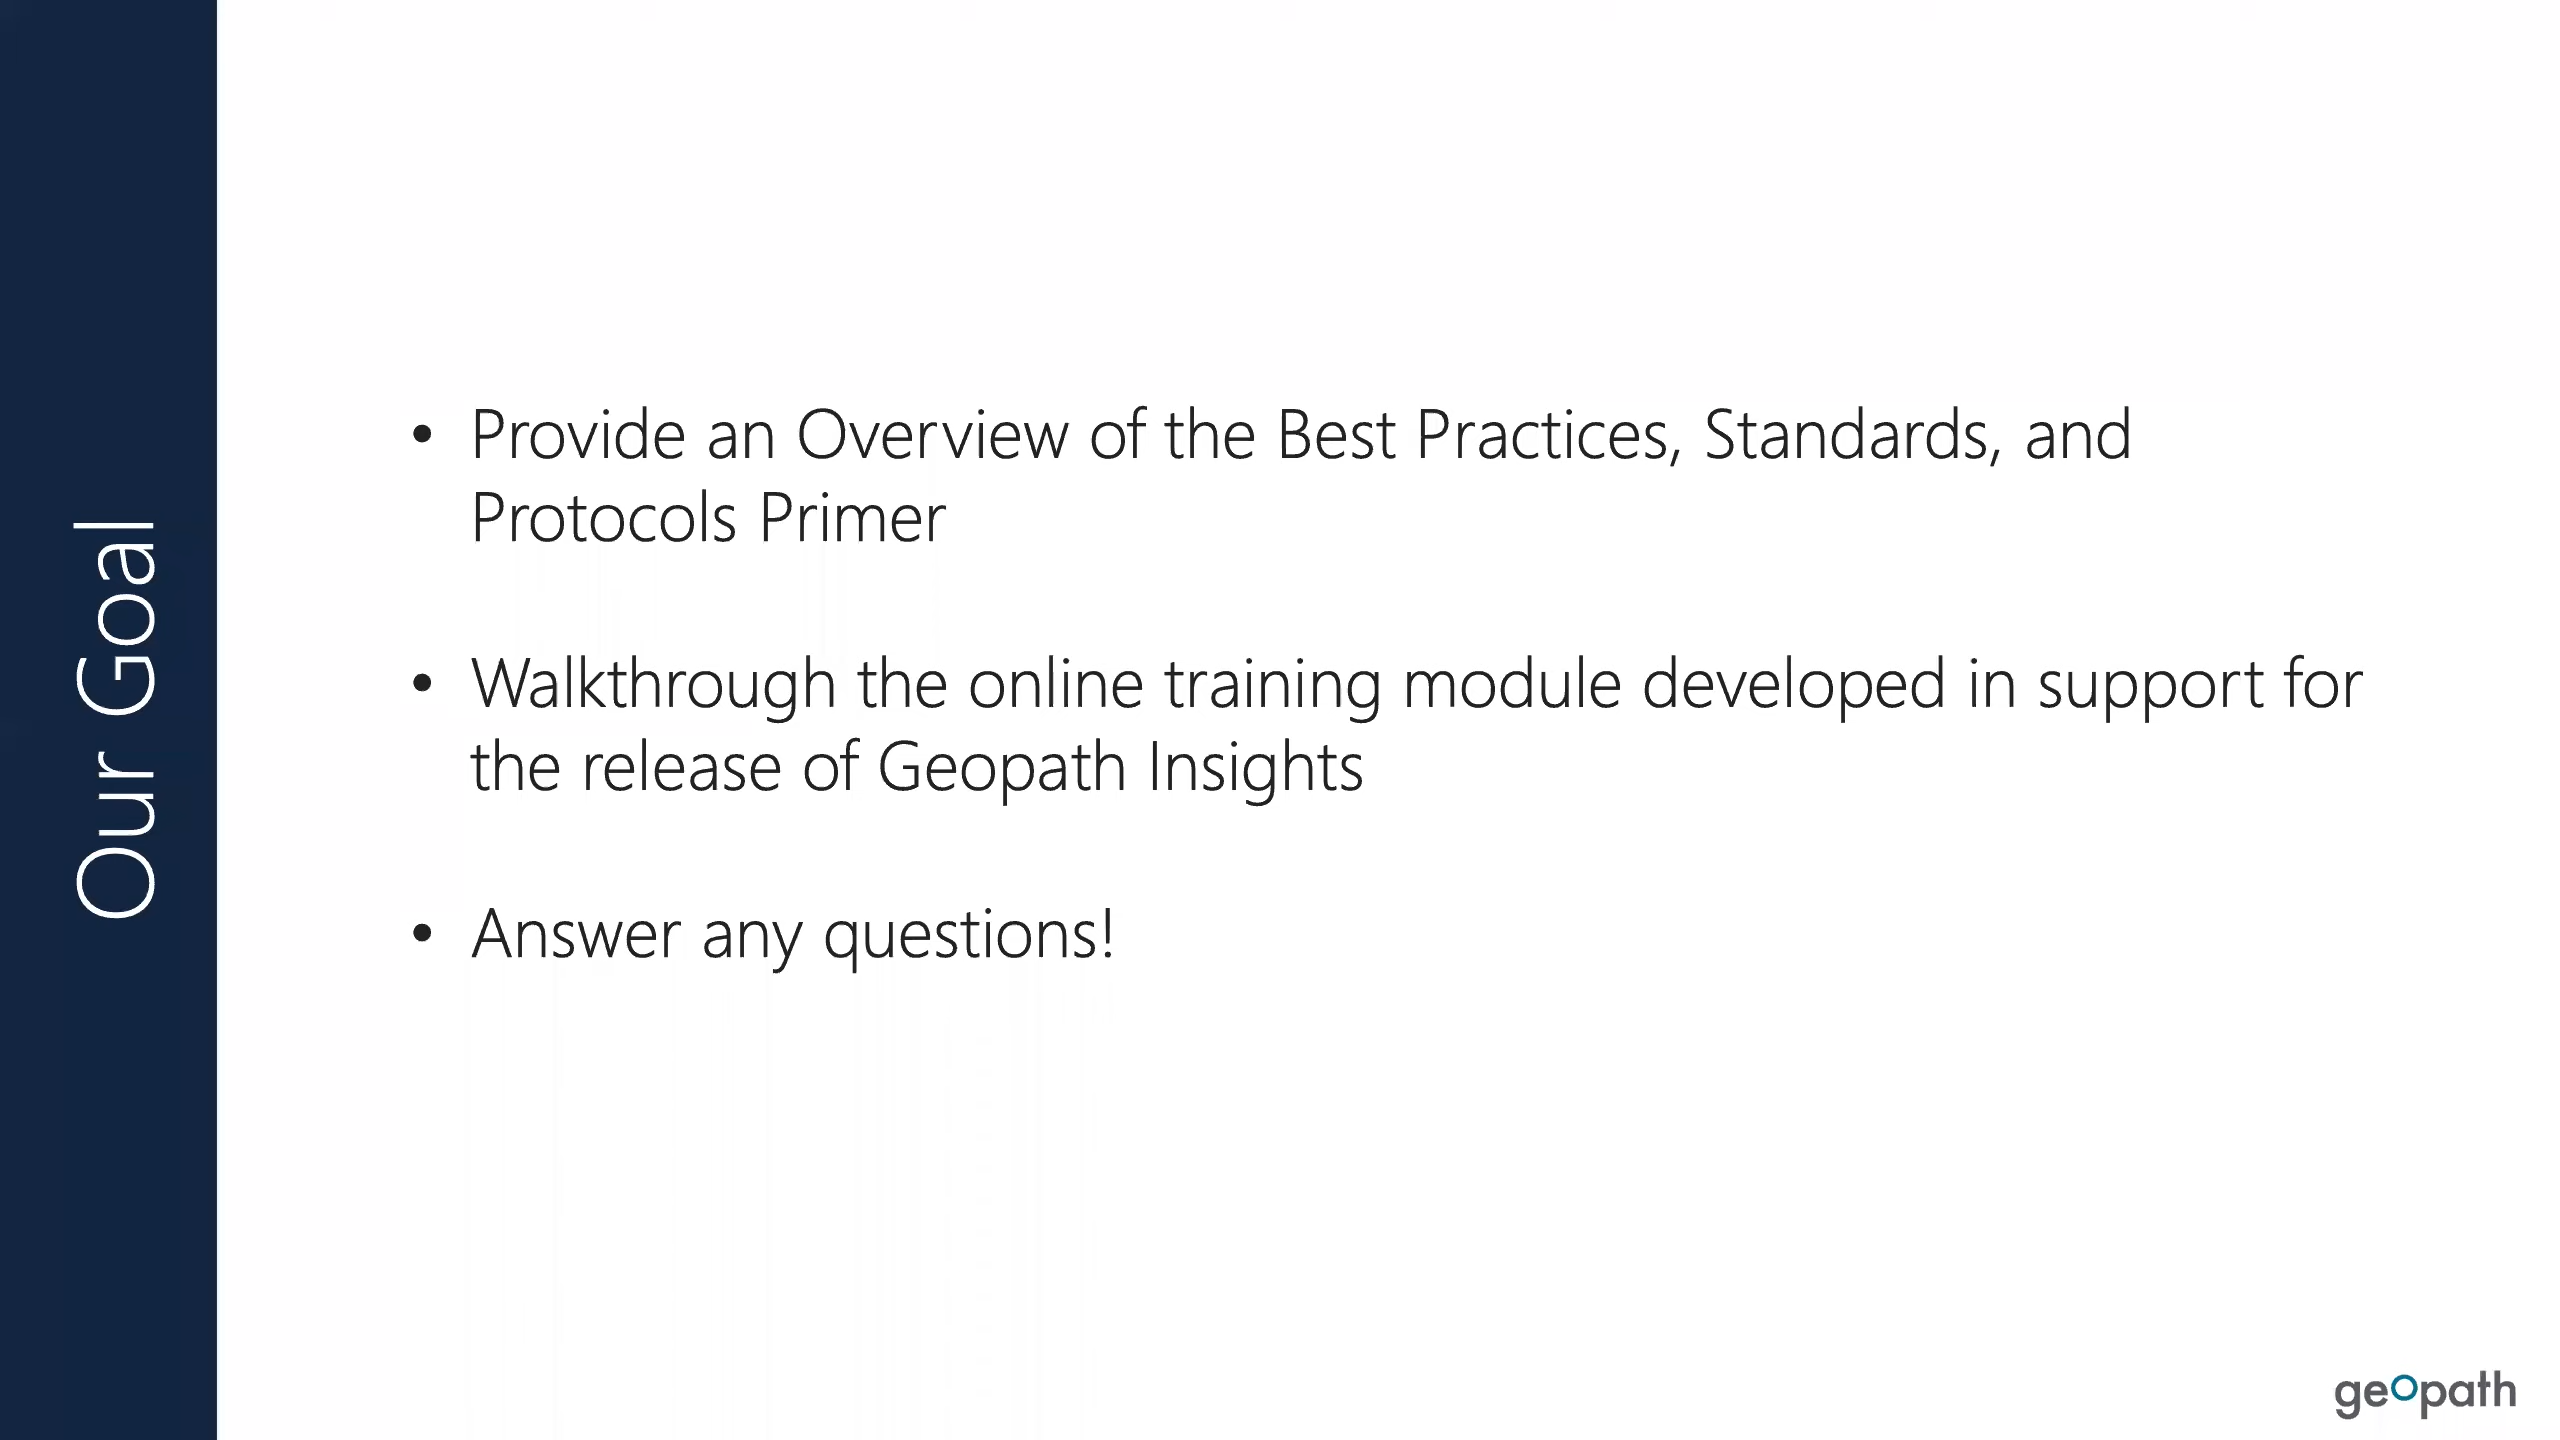 Our Goal
• Provide an Overview of the Best Practices, Standards, and
Protocols Primer
• Walkthrough the online training module developed in support for
the release of Geopath Insights
• Answer any questions!
geopath